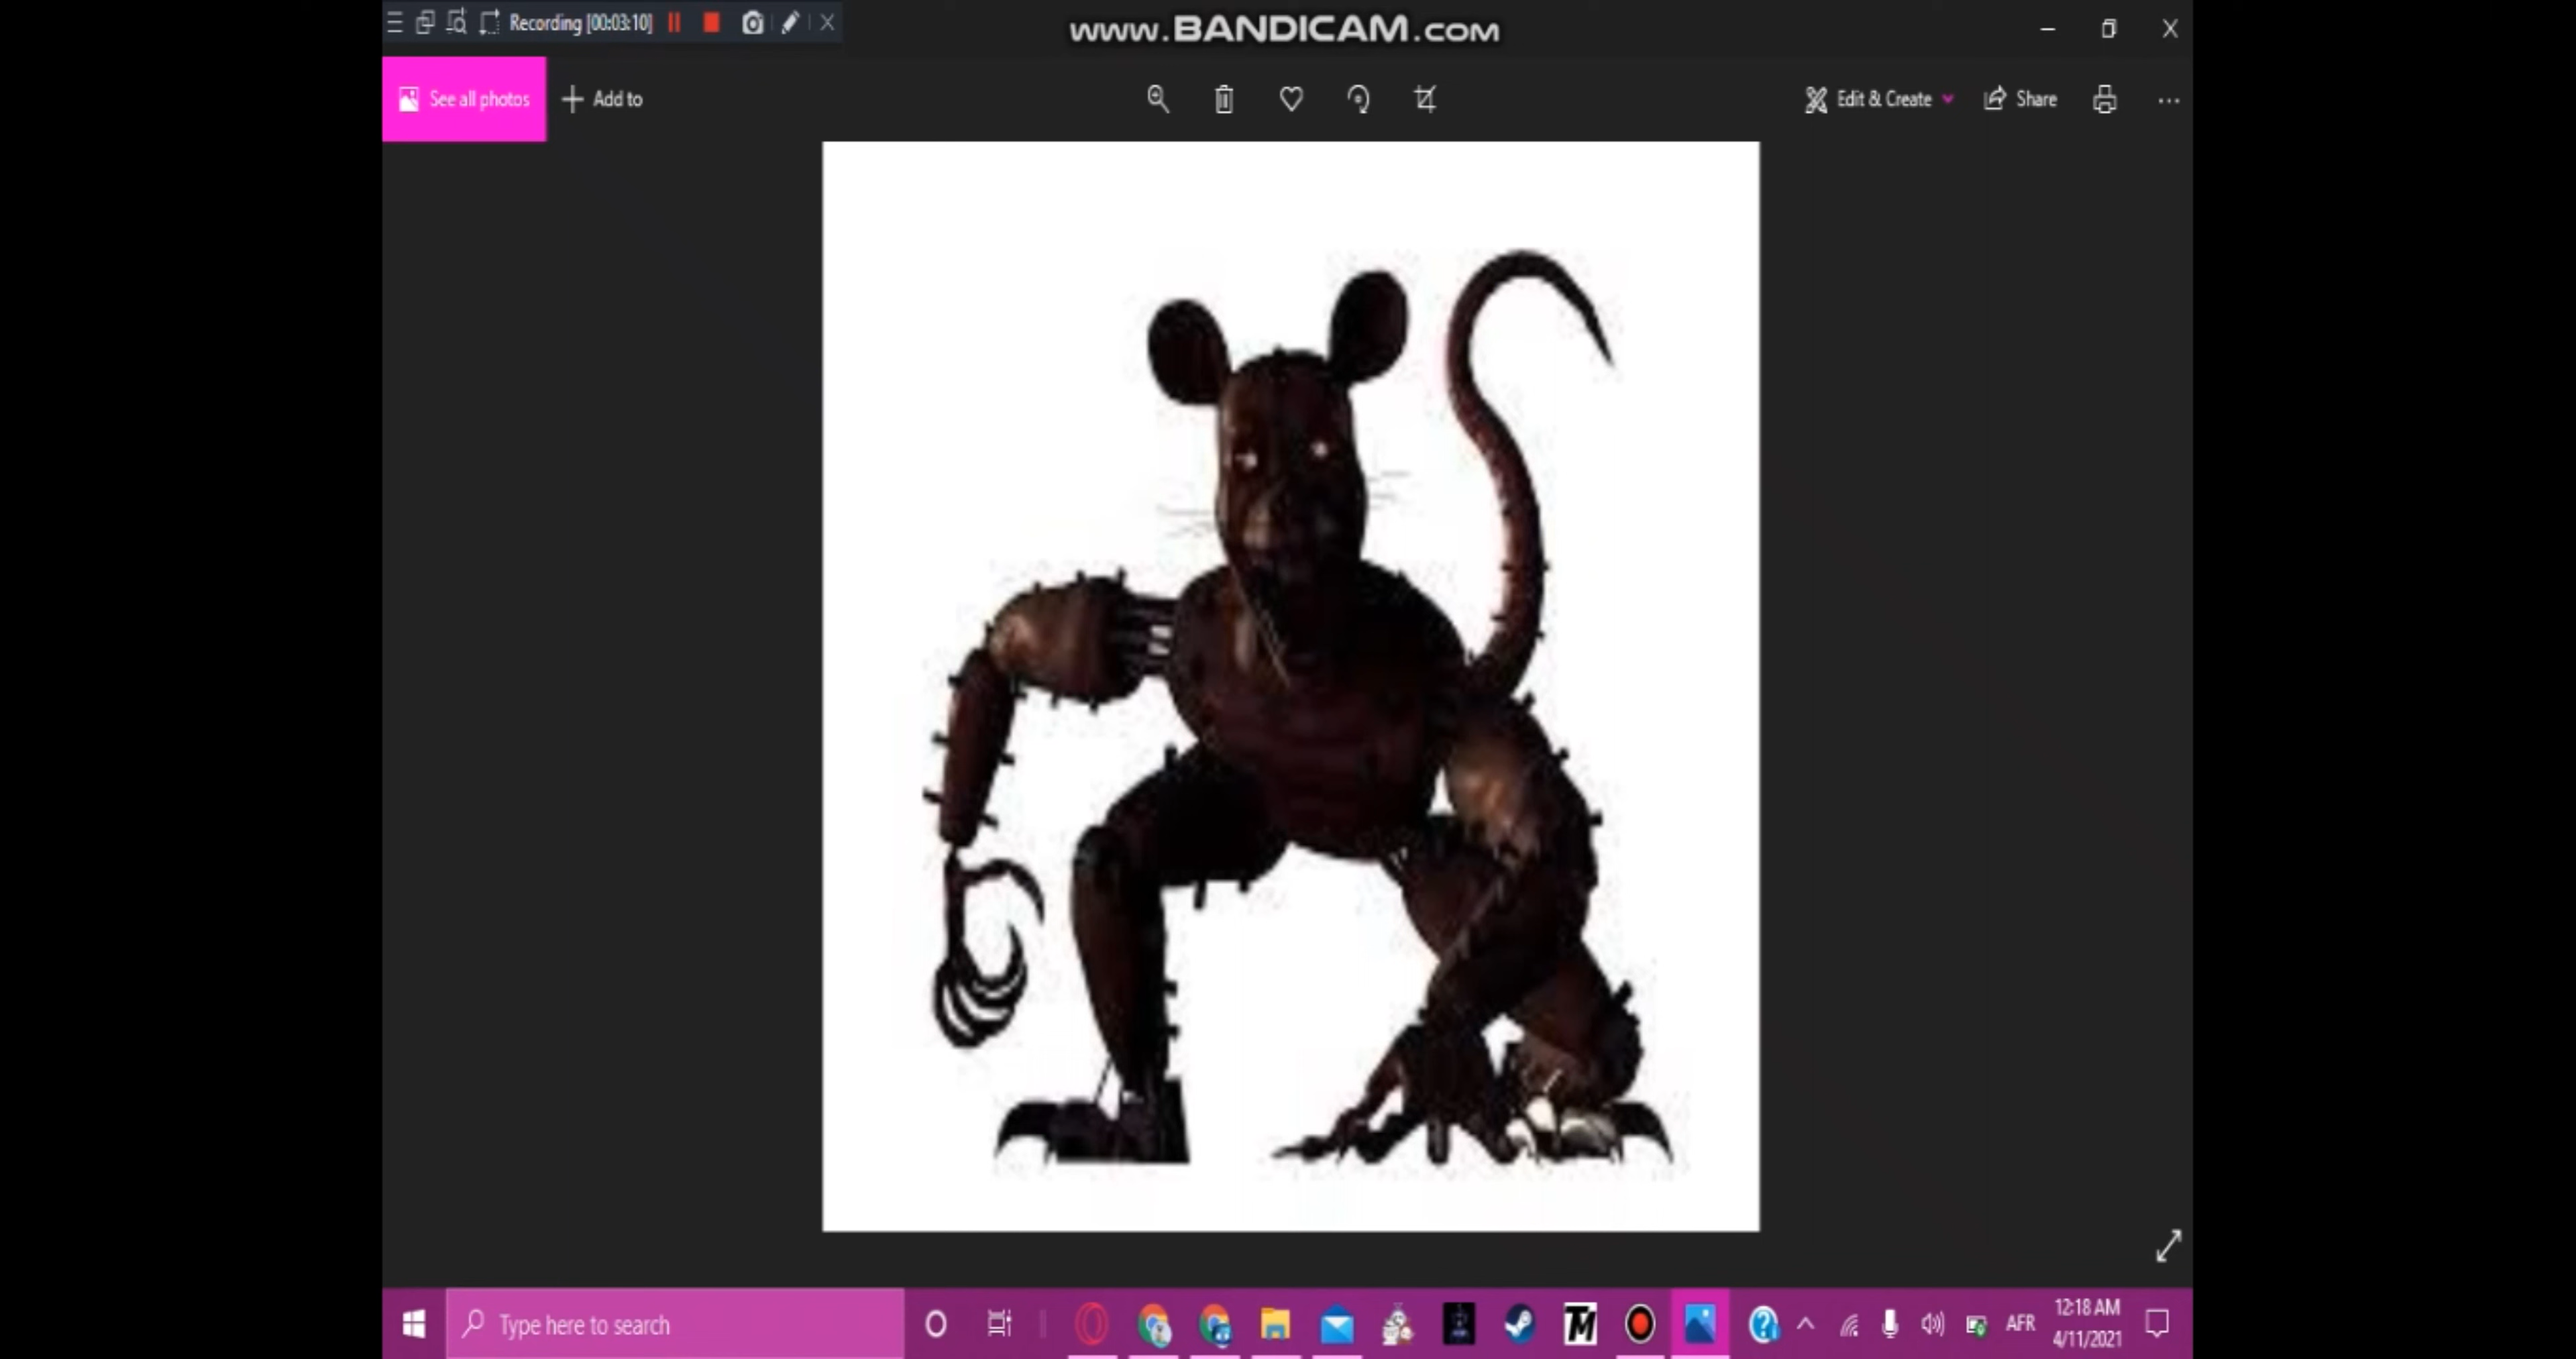 Recording [00:03:10]
www.BANDICAM.com
See all photos
Add to
Edit & Create
Share
Type here to search
TM
AFR
12:18 AM
4/11/2021